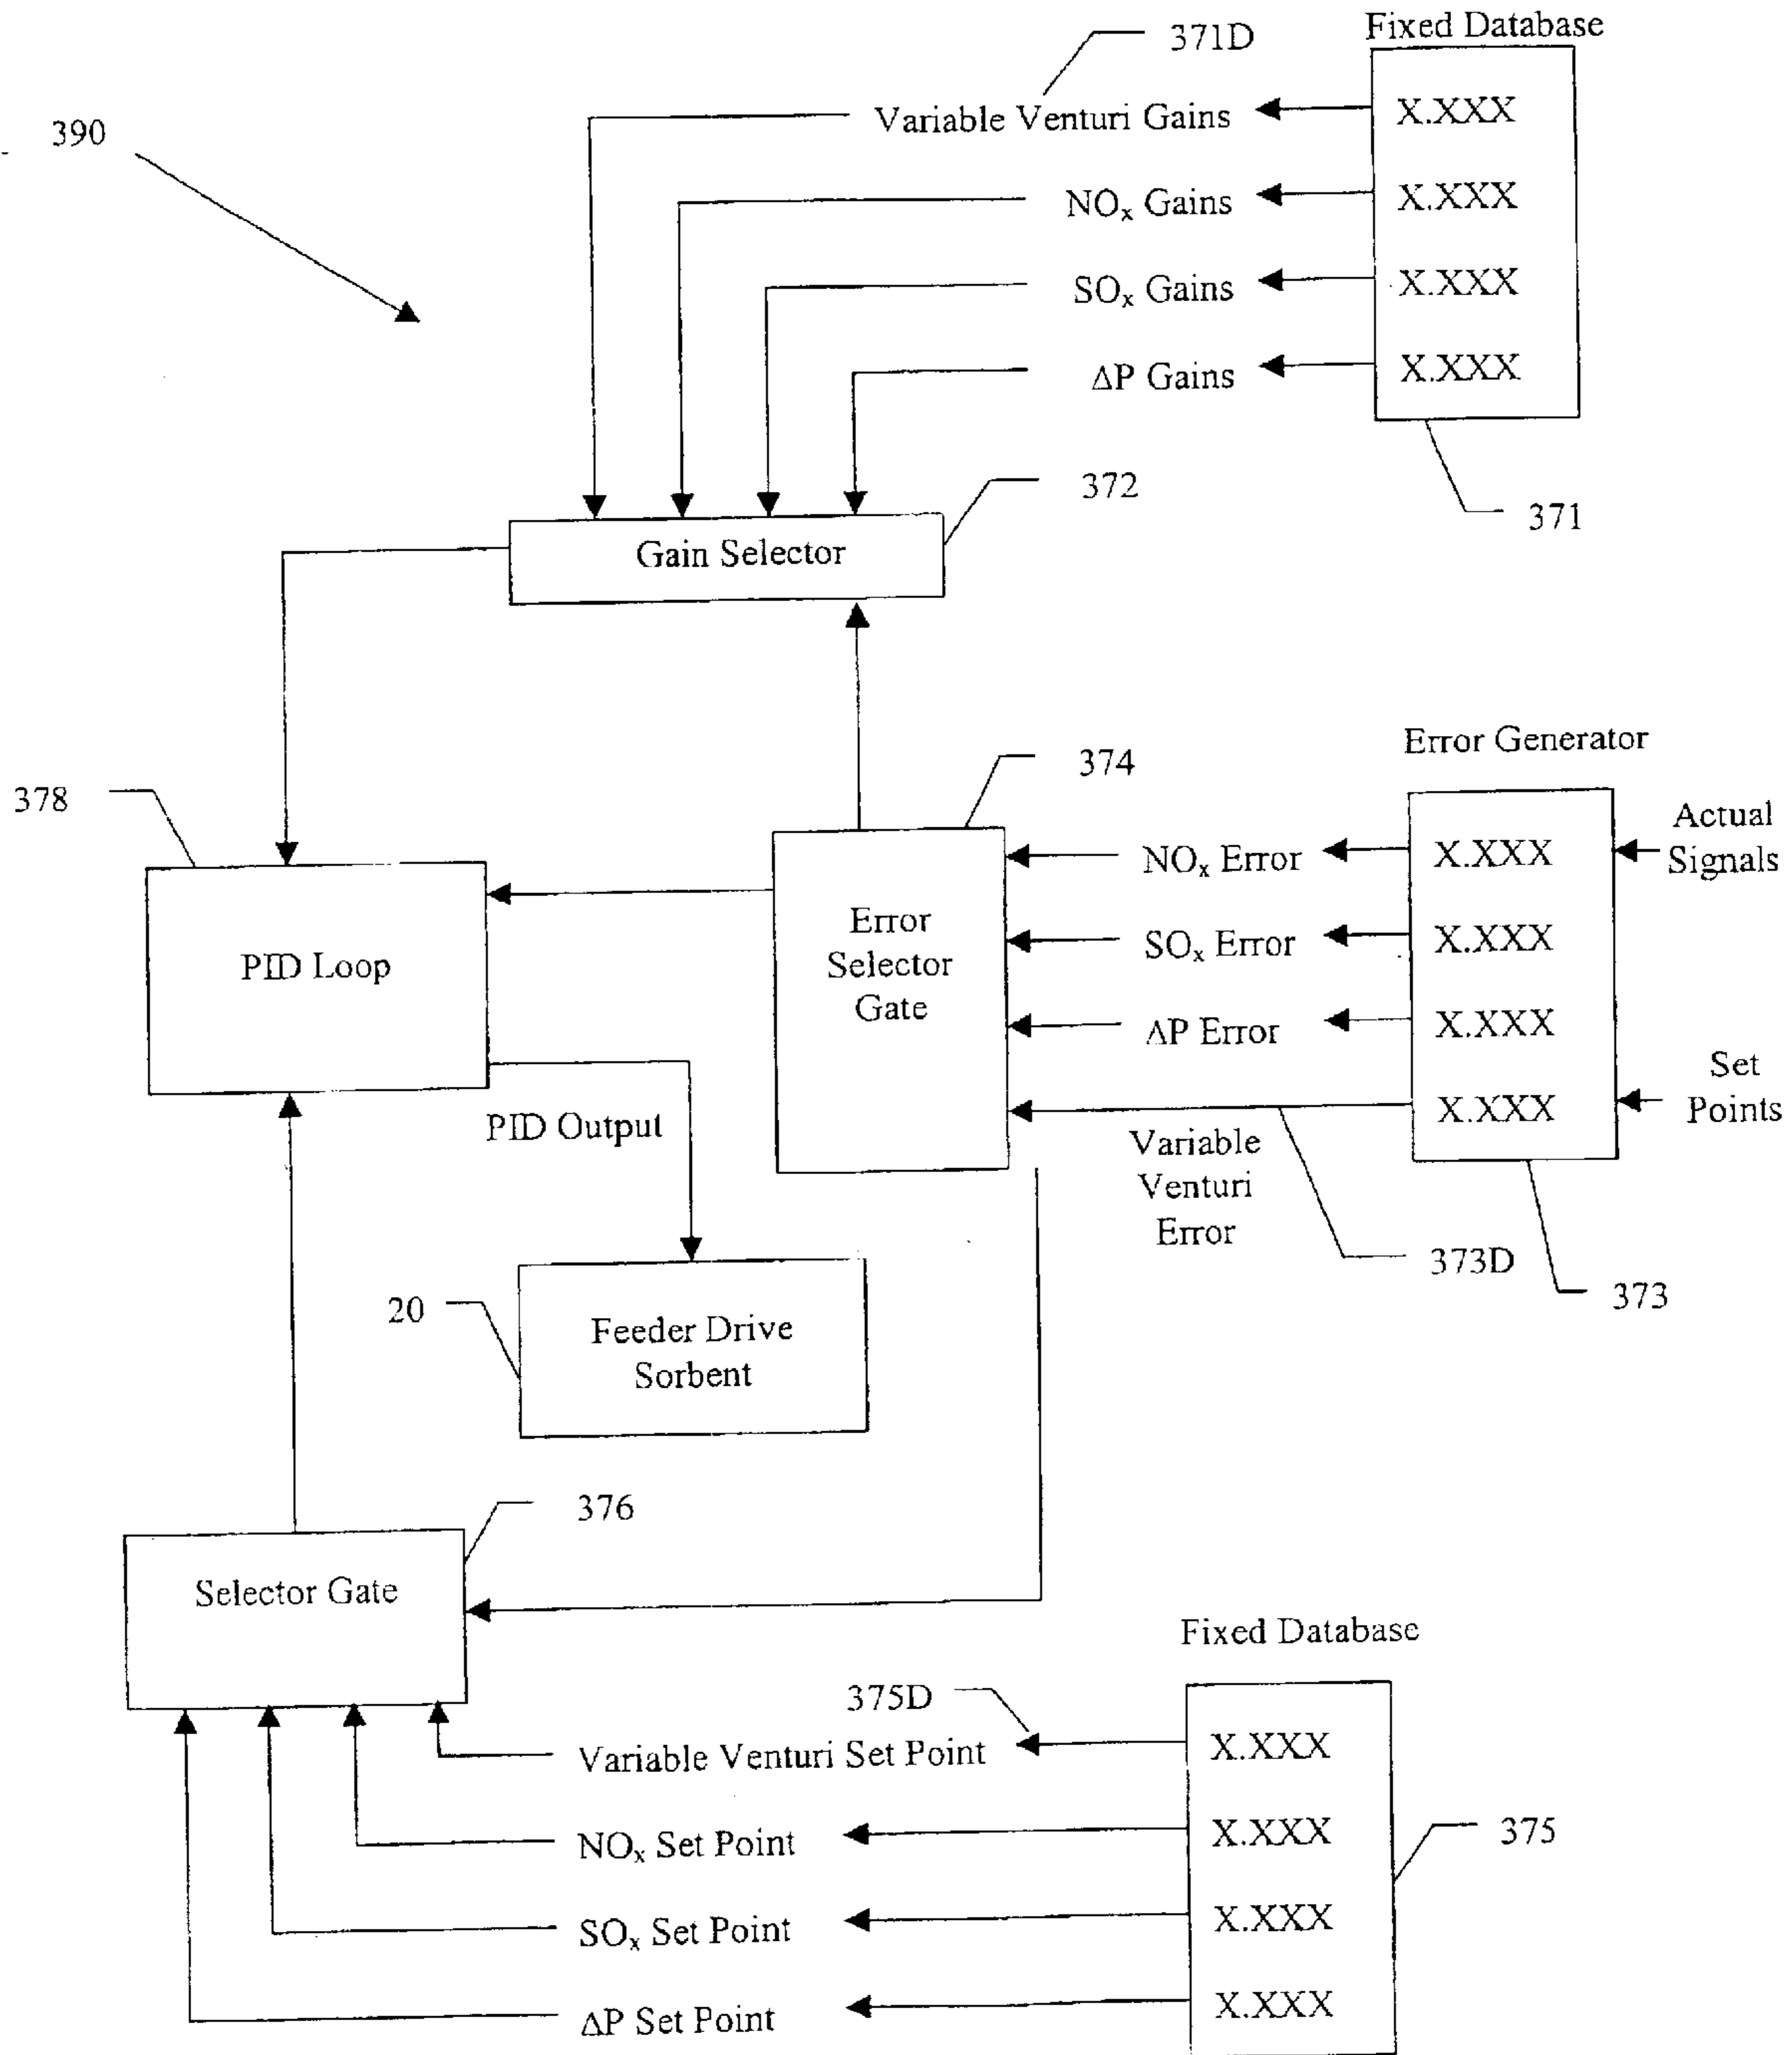 Fixed Database
371D
390
Variable Venturi Gains
X.XXX
NOₓ Gains
X.XXX
SOₓ Gains
X.XXX
ΔP Gains
X.XXX
372
371
Gain Selector
Error Generator
374
378
Actual
Signals
NOₓ Error
X.XXX
Error
Selector
Gate
SOₓ Error
X.XXX
PID Loop
ΔP Error
X.XXX
Set
Points
X.XXX
PID Output
Variable
Venturi
Error
373D
373
20
Feeder Drive
Sorbent
376
Selector Gate
Fixed Database
375D
Variable Venturi Set Point
X.XXX
NOₓ Set Point
X.XXX
375
SOₓ Set Point
X.XXX
ΔP Set Point
X.XXX